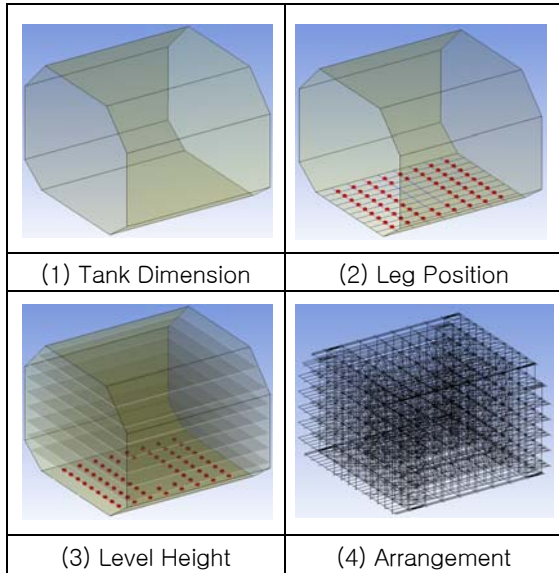 (1) Tank Dimension
(2) Leg Position
(3) Level Height
(4) Arrangement